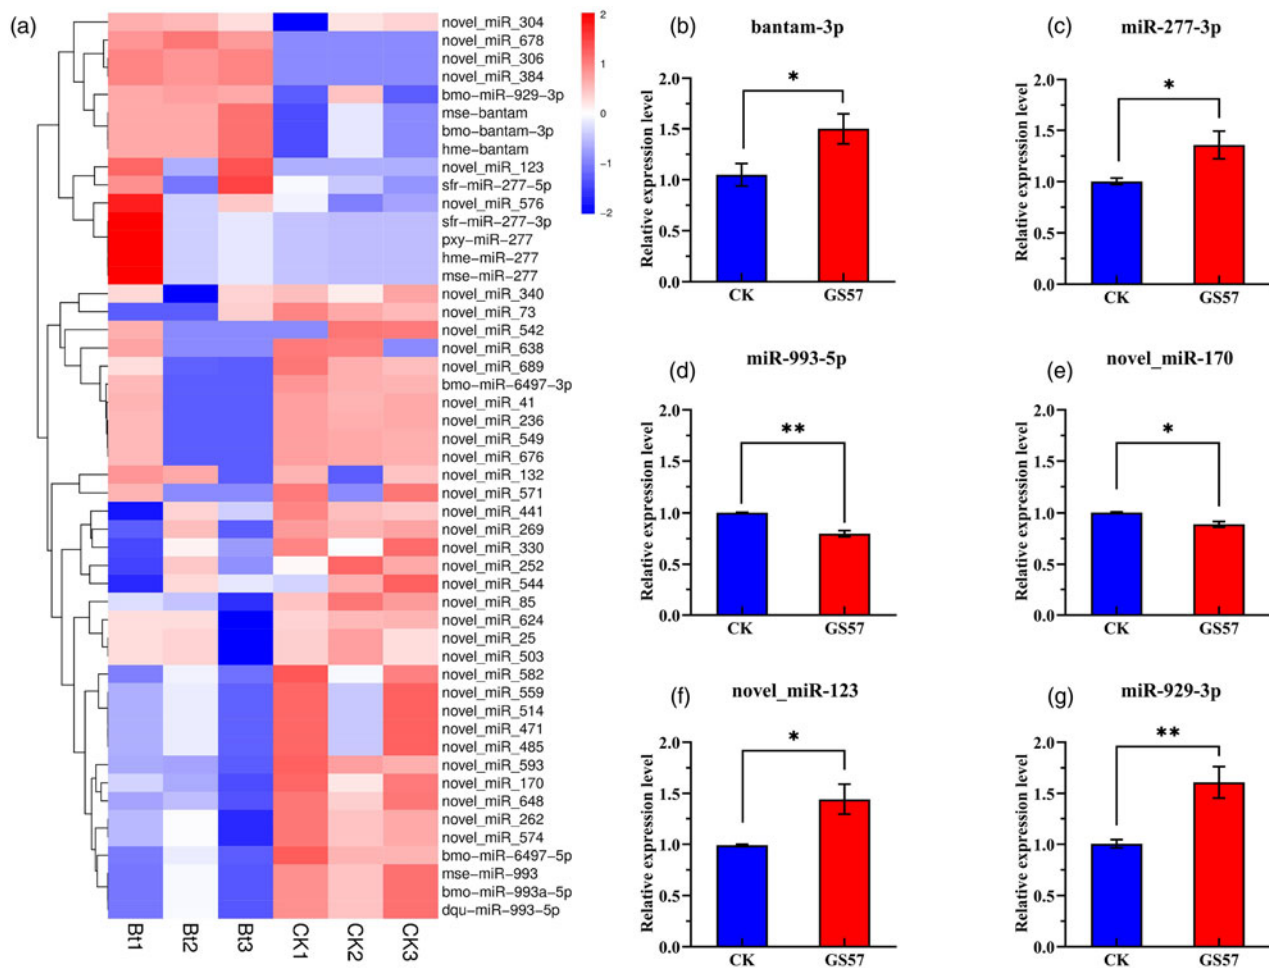 (a)
novel_miR_304
novel_miR_678
novel_miR_306
novel_miR_384
bmo-miR-929-3p
mse-bantam
bmo-bantam-3p
hme-bantam
novel_miR_123
sfr-miR-277-5p
novel_miR_576
sfr-miR-277-3p
pxy-miR-277
hme-miR-277
mse-miR-277
novel_miR_340
novel_miR_73
novel_miR_542
novel_miR_638
novel_miR_689
bmo-miR-6497-3p
novel_miR_41
novel_miR_236
novel_miR_549
novel_miR_676
novel_miR_132
novel_miR_571
novel_miR_441
novel_miR_269
novel_miR_330
novel_miR_252
novel_miR_544
novel_miR_85
novel_miR_624
novel_miR_25
novel_miR_503
novel_miR_582
novel_miR_559
novel_miR_514
novel_miR_471
novel_miR_485
novel_miR_593
novel_miR_170
novel_miR_648
novel_miR_262
novel_miR_574
bmo-miR-6497-5p
mse-miR-993
bmo-miR-993a-5p
dqu-miR-993-5p
Bt1 Bt2 Bt3 CK1 CK2 CK3
2
1
0
-1
-2
(b) bantam-3p
Relative expression level
2.0
1.5
1.0
0.5
0.0
*
CK GS57
(c) miR-277-3p
Relative expression level
2.0
1.5
1.0
0.5
0.0
*
CK GS57
(d) miR-993-5p
Relative expression level
2.0
1.5
1.0
0.5
0.0
**
CK GS57
(e) novel_miR-170
Relative expression level
2.0
1.5
1.0
0.5
0.0
*
CK GS57
(f) novel_miR-123
Relative expression level
2.0
1.5
1.0
0.5
0.0
*
CK GS57
(g) miR-929-3p
Relative expression level
2.0
1.5
1.0
0.5
0.0
**
CK GS57